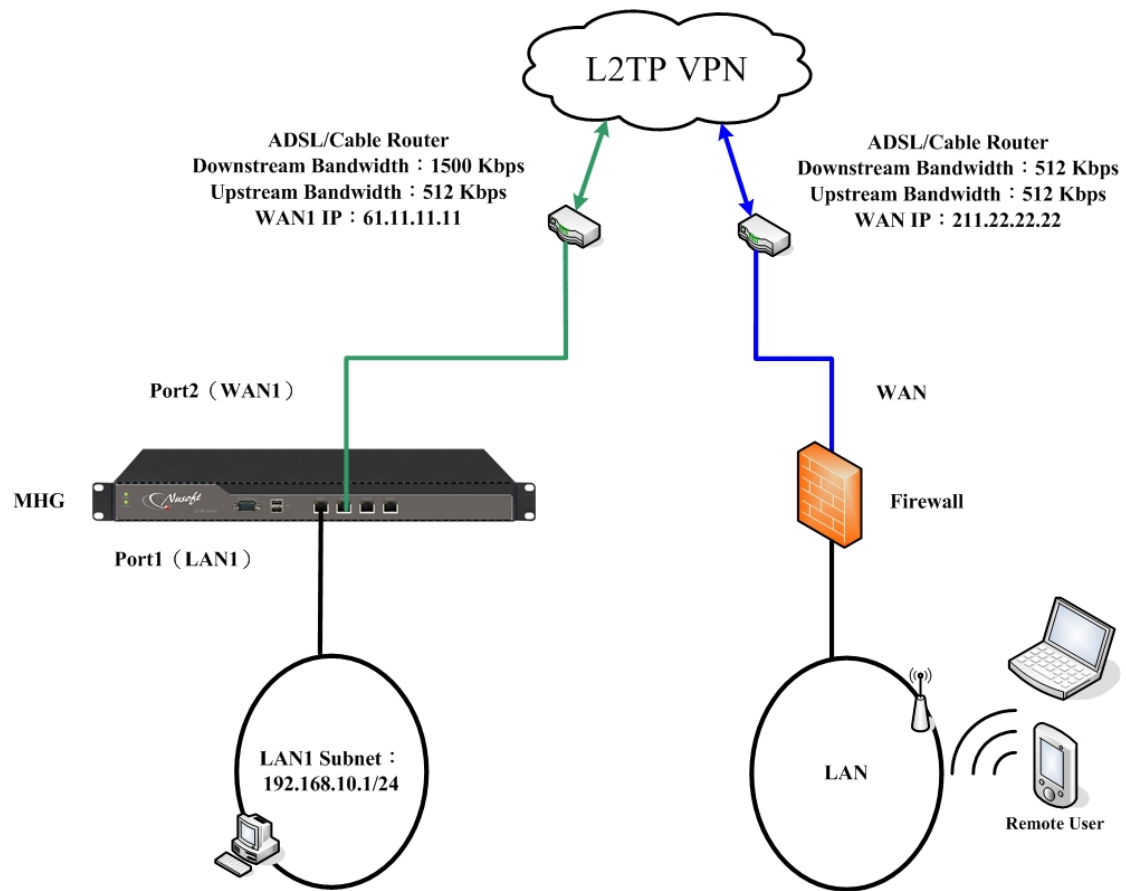 L2TP VPN
ADSL/Cable Router
Downstream Bandwidth：1500 Kbps
Upstream Bandwidth：512 Kbps
WAN1 IP：61.11.11.11
ADSL/Cable Router
Downstream Bandwidth：512 Kbps
Upstream Bandwidth：512 Kbps
WAN IP：211.22.22.22
Port2（WAN1）
WAN
MHG
Nusoft
Firewall
Port1（LAN1）
LAN1 Subnet：
192.168.10.1/24
LAN
Remote User